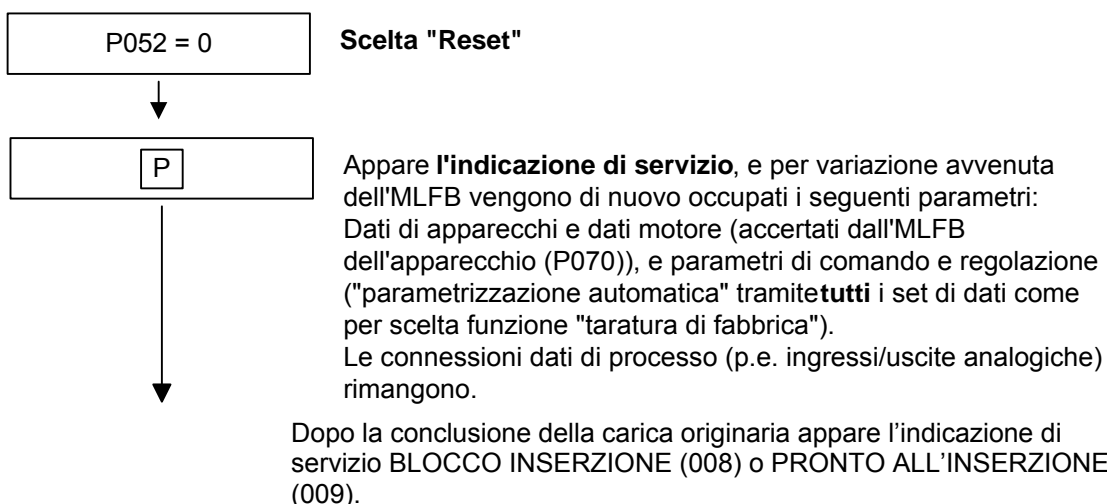 P052 = 0
Scelta "Reset"
P
Appare l'indicazione di servizio, e per variazione avvenuta
dell'MLFB vengono di nuovo occupati i seguenti parametri:
Dati di apparecchi e dati motore (accertati dall'MLFB
dell'apparecchio (P070)), e parametri di comando e regolazione
("parametrizzazione automatica" tramitetutti i set di dati come
per scelta funzione "taratura di fabbrica").
Le connessioni dati di processo (p.e. ingressi/uscite analogiche)
rimangono.
Dopo la conclusione della carica originaria appare l’indicazione di
servizio BLOCCO INSERZIONE (008) o PRONTO ALL’INSERZIONE
(009).